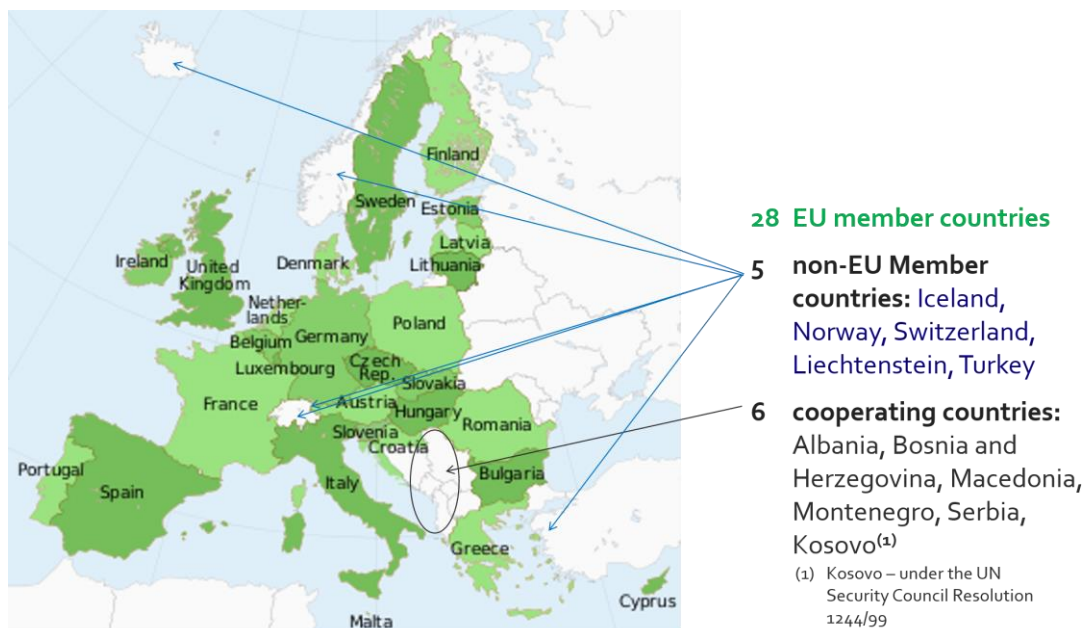 Finland
Sweden
Estonia
Latvia
Lithuania
Denmark
Ireland
United
Kingdom
Nether-
lands
Belgium
Luxembourg
Germany
Poland
Czech
Rep.
Slovakia
France
Austria
Hungary
Slovenia
Croatia
Romania
Portugal
Spain
Italy
Bulgaria
Greece
Cyprus
Malta
28 EU member countries
5 non-EU Member
countries: Iceland,
Norway, Switzerland,
Liechtenstein, Turkey
6 cooperating countries:
Albania, Bosnia and
Herzegovina, Macedonia,
Montenegro, Serbia,
Kosovo(1)
(1) Kosovo – under the UN
Security Council Resolution
1244/99